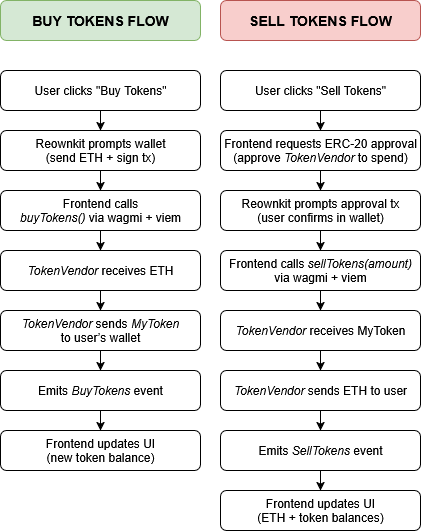 BUY TOKENS FLOW
User clicks "Buy Tokens"
Reownkit prompts wallet
(send ETH + sign tx)
Frontend calls
buyTokens() via wagmi + viem
TokenVendor receives ETH
TokenVendor sends MyToken
to user's wallet
Emits BuyTokens event
Frontend updates UI
(new token balance)
SELL TOKENS FLOW
User clicks "Sell Tokens"
Frontend requests ERC-20 approval
(approve TokenVendor to spend)
Reownkit prompts approval tx
(user confirms in wallet)
Frontend calls sellTokens(amount)
via wagmi + viem
TokenVendor receives MyToken
TokenVendor sends ETH to user
Emits SellTokens event
Frontend updates UI
(ETH + token balances)